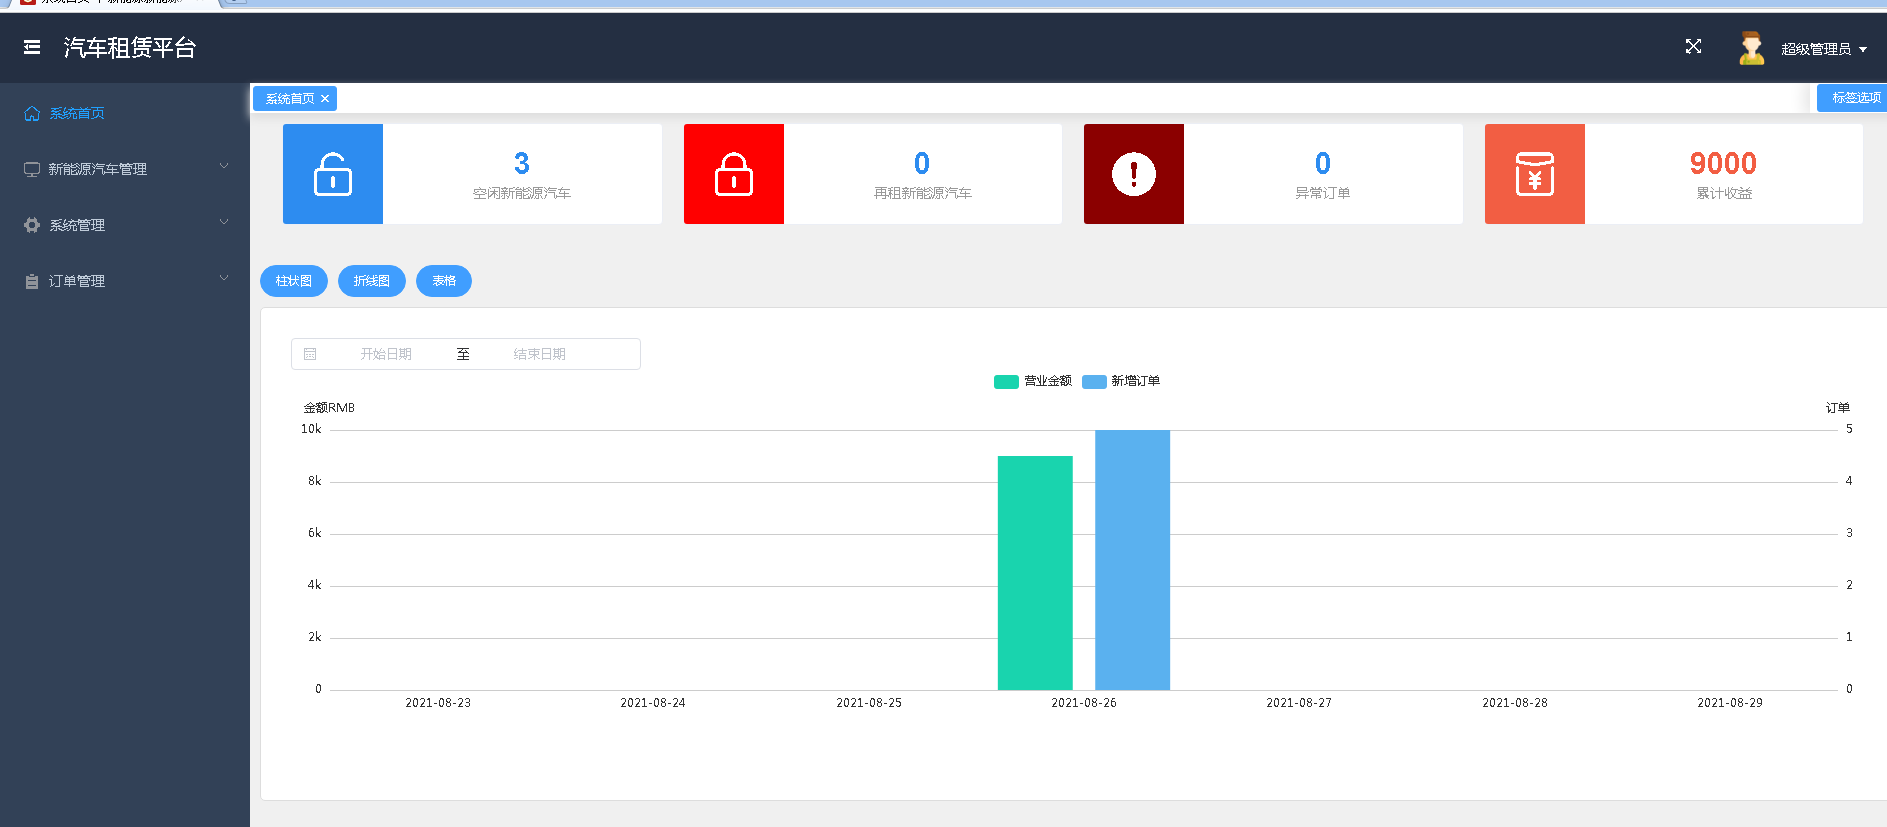 汽车租赁平台
超级管理员
系统首页
新能源汽车管理
系统管理
订单管理
系统首页 ×
标签选项
3
空闲新能源汽车
0
再租新能源汽车
0
异常订单
9000
累计收益
柱状图
折线图
表格
开始日期 至 结束日期
营业金额 新增订单
金额RMB
订单
10k
8k
6k
4k
2k
0
5
4
3
2
1
0
2021-08-23
2021-08-24
2021-08-25
2021-08-26
2021-08-27
2021-08-28
2021-08-29